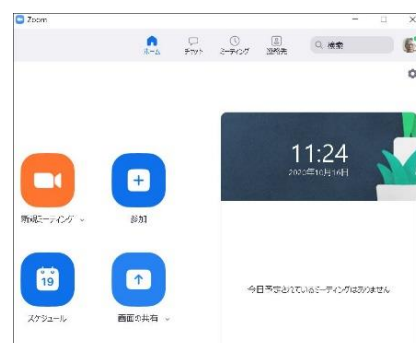 Zoom
ホーム チャット ミーティング 連絡先 検索
11:24
2020年10月16日
新規ミーティング 参加
19
スケジュール 画面の共有
今日予定されているミーティングはありません